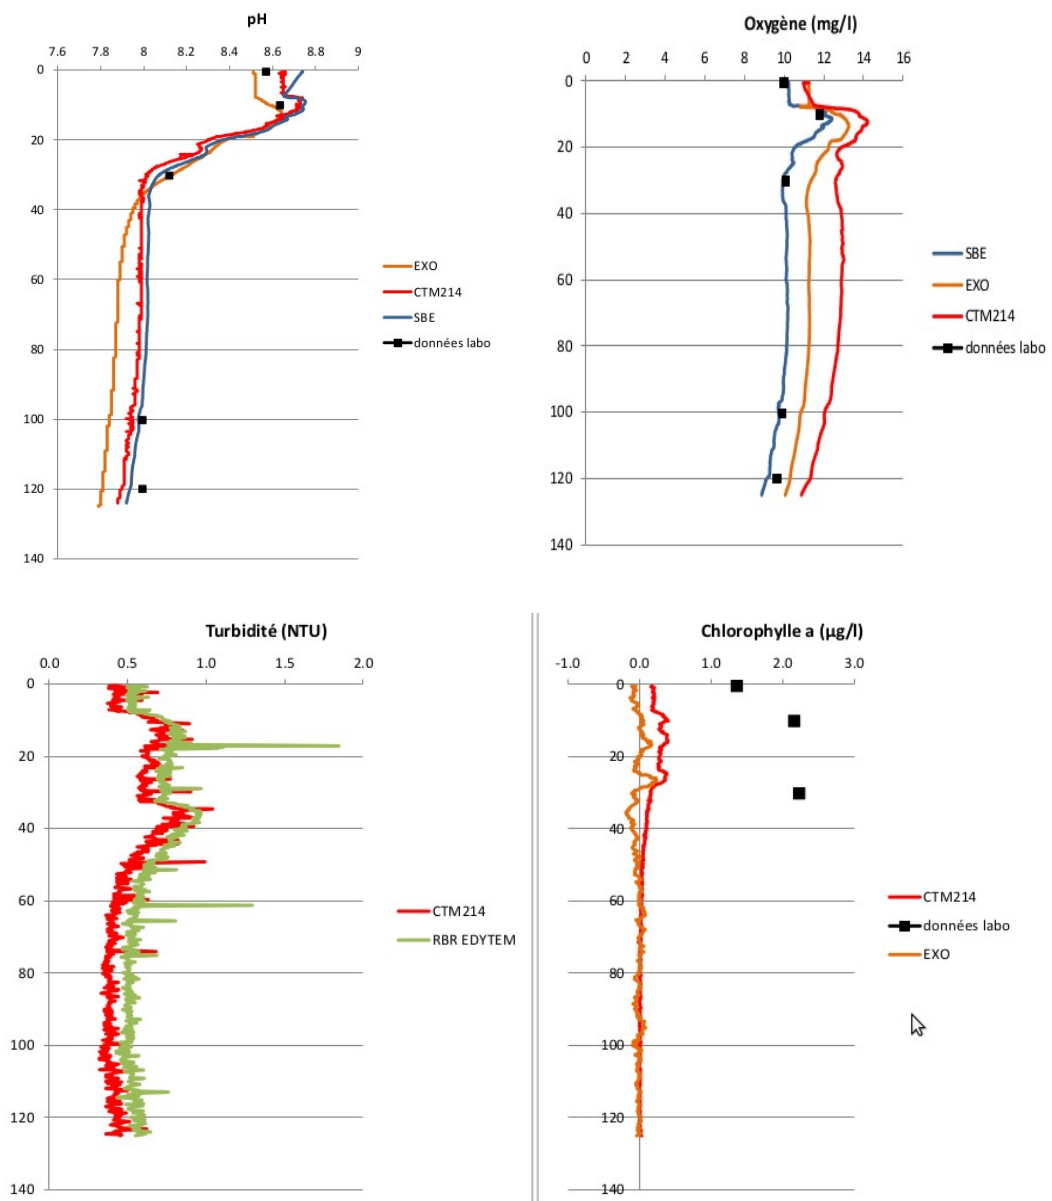 pH
7.6 7.8 8 8.2 8.4 8.6 8.8 9
0
20
40
60
80
100
120
140
EXO
CTM214
SBE
données labo
Oxygène (mg/l)
0 2 4 6 8 10 12 14 16
0
20
40
60
80
100
120
140
SBE
EXO
CTM214
données labo
Turbidité (NTU)
0.0 0.5 1.0 1.5 2.0
0
20
40
60
80
100
120
140
CTM214
RBR EDYTEM
Chlorophylle a (µg/l)
-1.0 0.0 1.0 2.0 3.0
0
20
40
60
80
100
120
140
CTM214
données labo
EXO